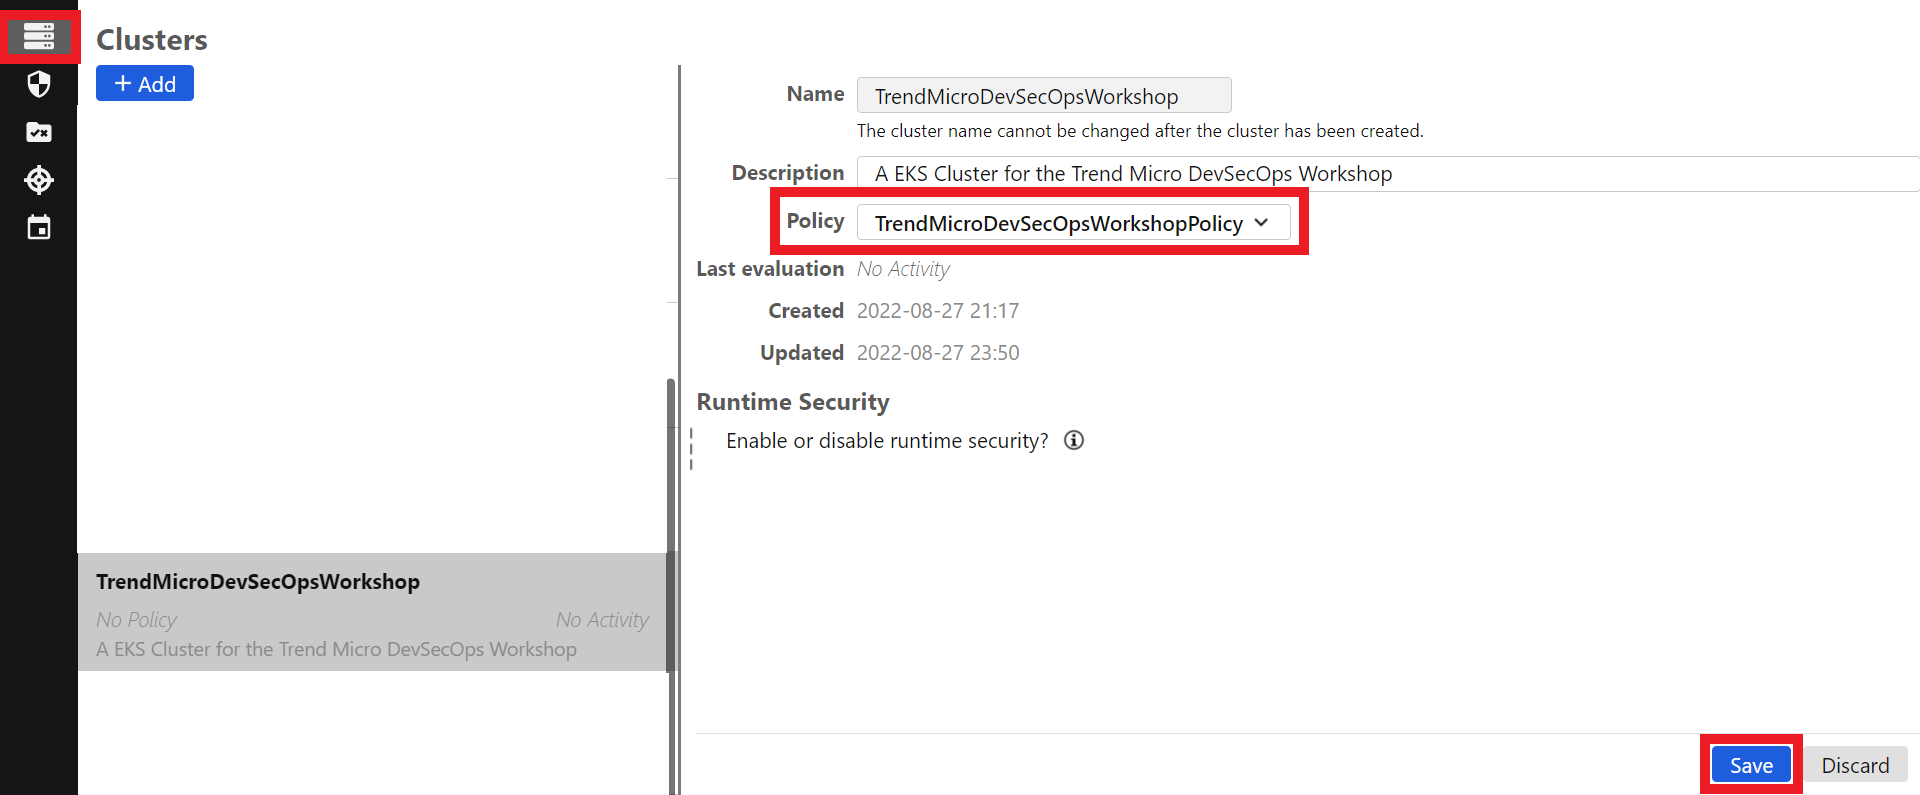 Clusters
Add
Name TrendMicroDevSecOpsWorkshop
The cluster name cannot be changed after the cluster has been created.
Description A EKS Cluster for the Trend Micro DevSecOps Workshop
Policy TrendMicroDevSecOpsWorkshopPolicy
Last evaluation No Activity
Created 2022-08-27 21:17
Updated 2022-08-27 23:50
Runtime Security
Enable or disable runtime security?
TrendMicroDevSecOpsWorkshop
No Policy No Activity
A EKS Cluster for the Trend Micro DevSecOps Workshop
Save Discard